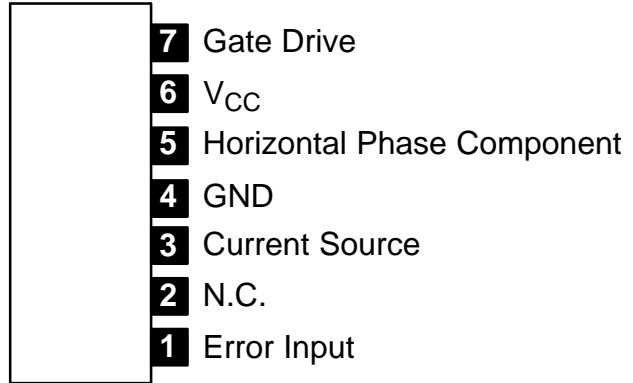 7 Gate Drive
6 VCC
5 Horizontal Phase Component
4 GND
3 Current Source
2 N.C.
1 Error Input